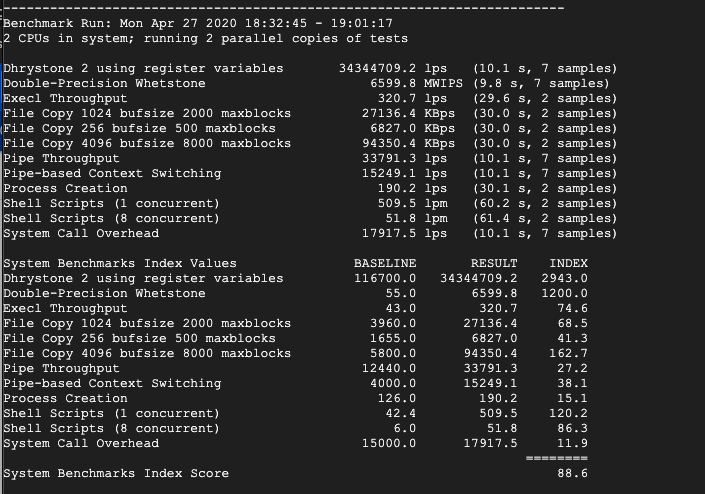 ------------------------------------------------------------------------
Benchmark Run: Mon Apr 27 2020 18:32:45 - 19:01:17
2 CPUs in system; running 2 parallel copies of tests

Dhrystone 2 using register variables       34344709.2 lps   (10.1 s, 7 samples)
Double-Precision Whetstone                     6599.8 MWIPS (9.8 s, 7 samples)
Execl Throughput                                320.7 lps   (29.6 s, 2 samples)
File Copy 1024 bufsize 2000 maxblocks         27136.4 KBps  (30.0 s, 2 samples)
File Copy 256 bufsize 500 maxblocks            6827.0 KBps  (30.0 s, 2 samples)
File Copy 4096 bufsize 8000 maxblocks         94350.4 KBps  (30.0 s, 2 samples)
Pipe Throughput                               33791.3 lps   (10.1 s, 7 samples)
Pipe-based Context Switching                  15249.1 lps   (10.1 s, 7 samples)
Process Creation                                190.2 lps   (30.1 s, 2 samples)
Shell Scripts (1 concurrent)                    509.5 lpm   (60.2 s, 2 samples)
Shell Scripts (8 concurrent)                     51.8 lpm   (61.4 s, 2 samples)
System Call Overhead                          17917.5 lps   (10.1 s, 7 samples)

System Benchmarks Index Values               BASELINE       RESULT    INDEX
Dhrystone 2 using register variables         116700.0   34344709.2   2943.0
Double-Precision Whetstone                       55.0       6599.8   1200.0
Execl Throughput                                 43.0        320.7     74.6
File Copy 1024 bufsize 2000 maxblocks          3960.0      27136.4     68.5
File Copy 256 bufsize 500 maxblocks            1655.0       6827.0     41.3
File Copy 4096 bufsize 8000 maxblocks          5800.0      94350.4    162.7
Pipe Throughput                               12440.0      33791.3     27.2
Pipe-based Context Switching                   4000.0      15249.1     38.1
Process Creation                                126.0        190.2     15.1
Shell Scripts (1 concurrent)                     42.4        509.5    120.2
Shell Scripts (8 concurrent)                      6.0         51.8     86.3
System Call Overhead                          15000.0      17917.5     11.9
========
System Benchmarks Index Score                                          88.6